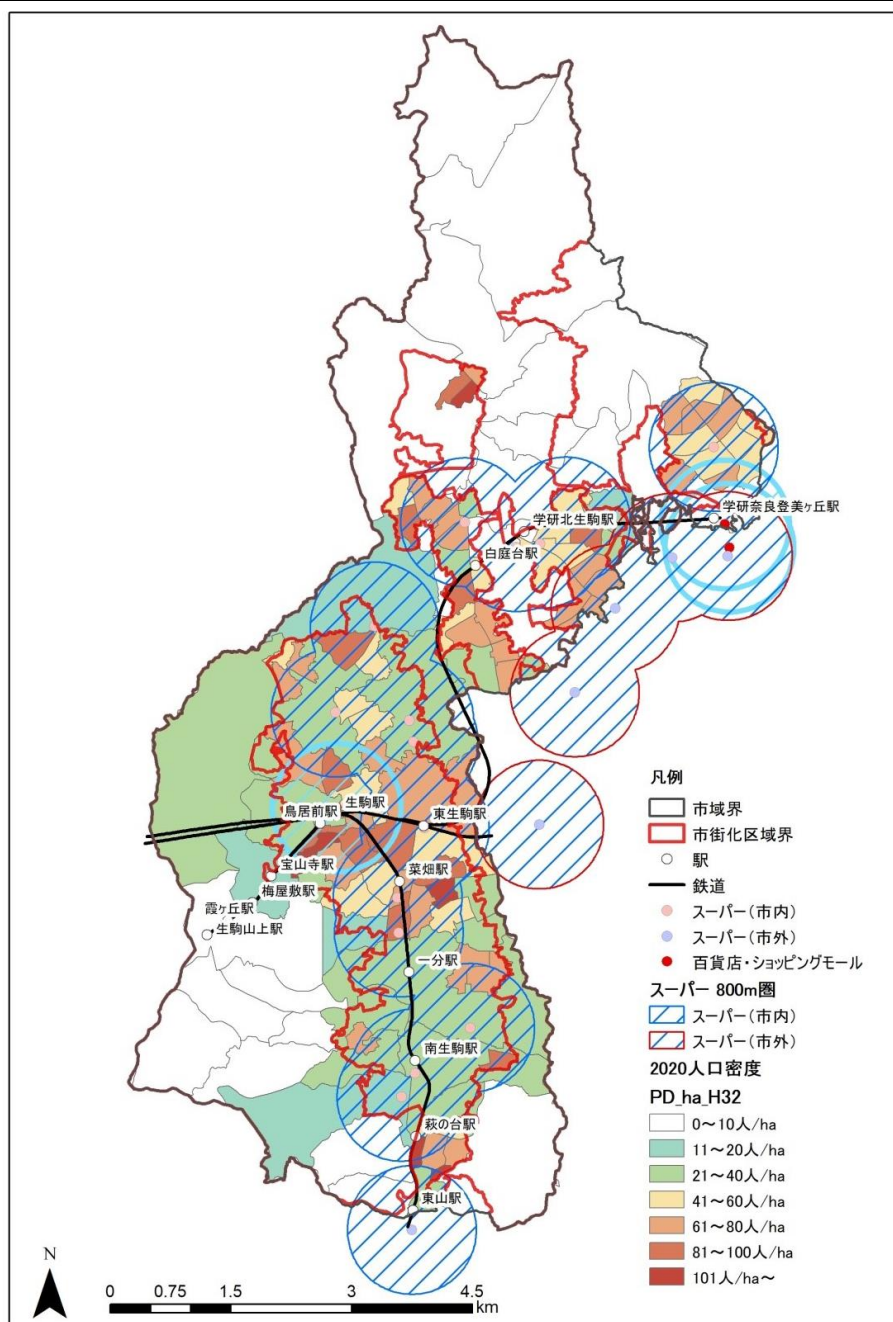 学研奈良登美ヶ丘駅
学研北生駒駅
白庭台駅
生駒駅
鳥居前駅
東生駒駅
宝山寺駅
菜畑駅
梅屋敷駅
霞ヶ丘駅
生駒山上駅
一分駅
南生駒駅
萩の台駅
東山駅
凡例
市域界
市街化区域界
駅
鉄道
スーパー(市内)
スーパー(市外)
百貨店・ショッピングモール
スーパー 800m圏
スーパー(市内)
スーパー(市外)
2020人口密度
PD_ha_H32
0~10人/ha
11~20人/ha
21~40人/ha
41~60人/ha
61~80人/ha
81~100人/ha
101人/ha~
N
0 0.75 1.5 3 4.5
km